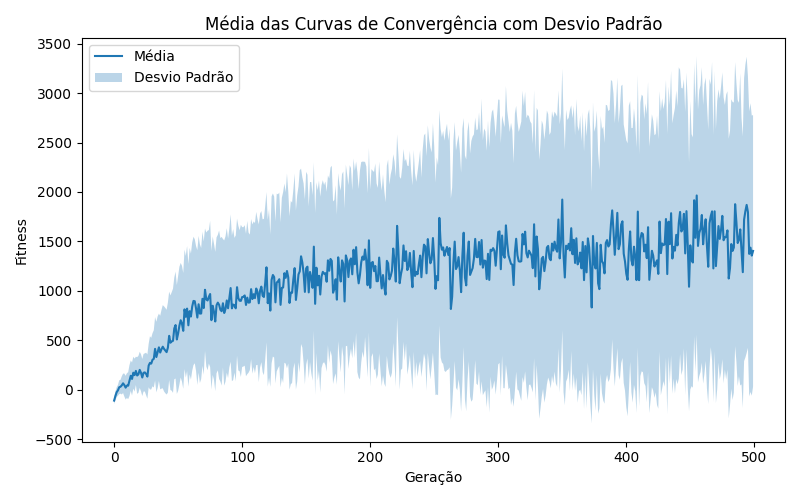 Média das Curvas de Convergência com Desvio Padrão
Média
Desvio Padrão
Fitness
3500
3000
2500
2000
1500
1000
500
0
−500
0 100 200 300 400 500
Geração